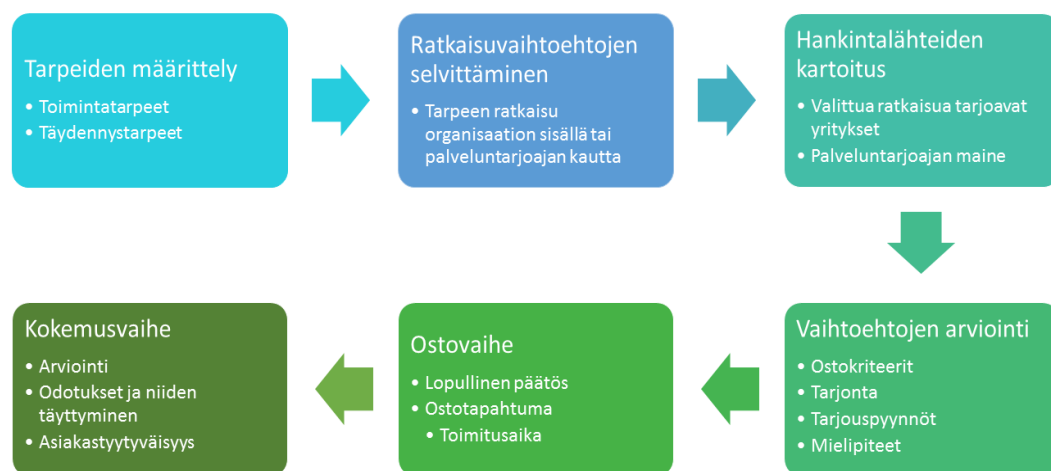 Tarpeiden määrittely
• Toimintatarpeet
• Täydennystarpeet
Ratkaisuvaihtoehtojen
selvittäminen
• Tarpeen ratkaisu
organisaation sisällä tai
palveluntarjoajan kautta
Hankintalähteiden
kartoitus
• Valittua ratkaisua tarjoavat
yritykset
• Palveluntarjoajan maine
Vaihtoehtojen arviointi
• Ostokriteerit
• Tarjonta
• Tarjouspyynnöt
• Mielipiteet
Ostovaihe
• Lopullinen päätös
• Ostotapahtuma
• Toimitusaika
Kokemusvaihe
• Arviointi
• Odotukset ja niiden
täyttyminen
• Asiakastyytyväisyys